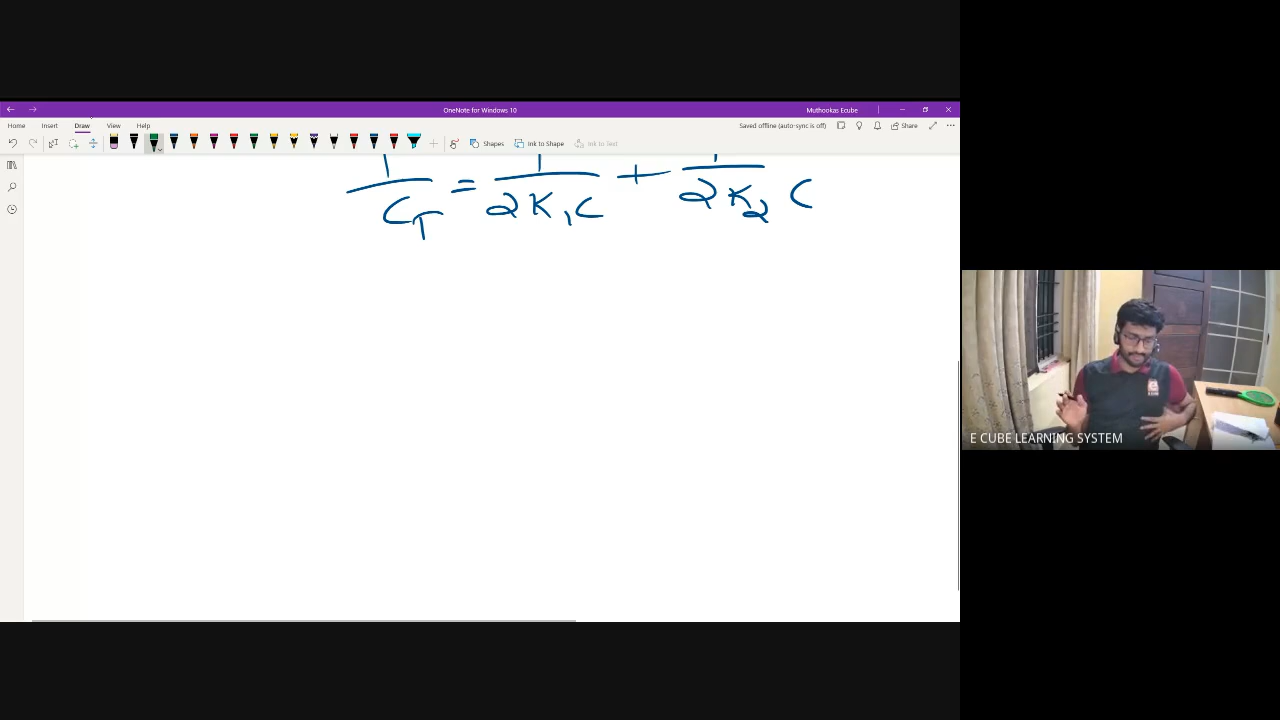 OneNote for Windows 10
Muthookas Ecube
Home Insert Draw View Help
Saved offline (auto-sync is off) Share
Shapes Ink to Shape Ink to Text
1/C_T = 1/2K₁C + 1/2K₂C
E CUBE LEARNING SYSTEM